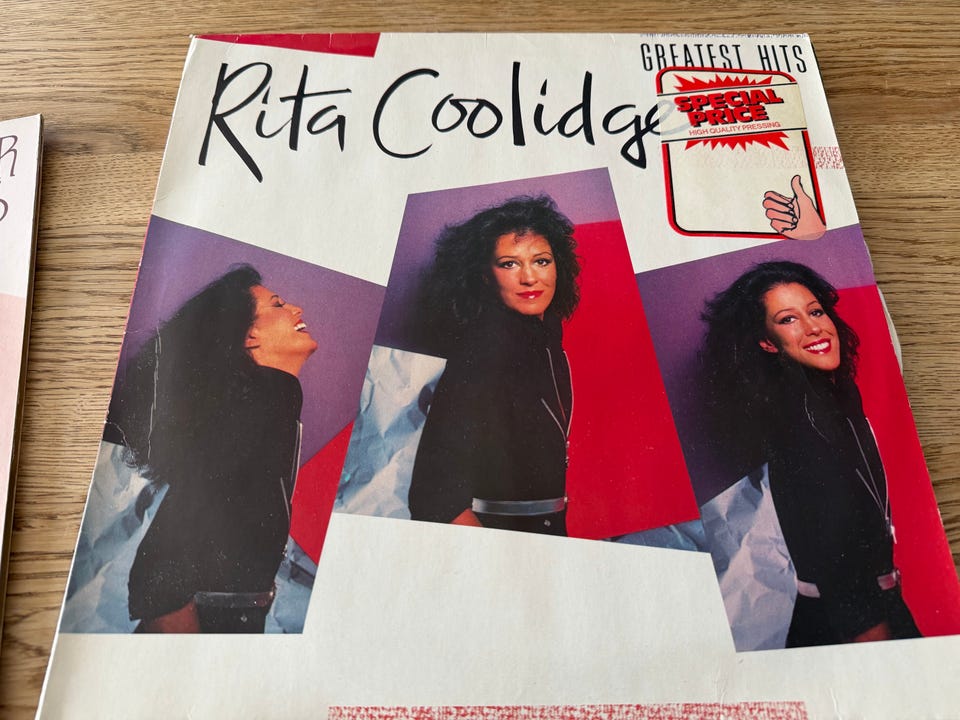 GREATEST HITS
Rita Coolidge
SPECIAL
PRICE
HIGH QUALITY PRESSING
R